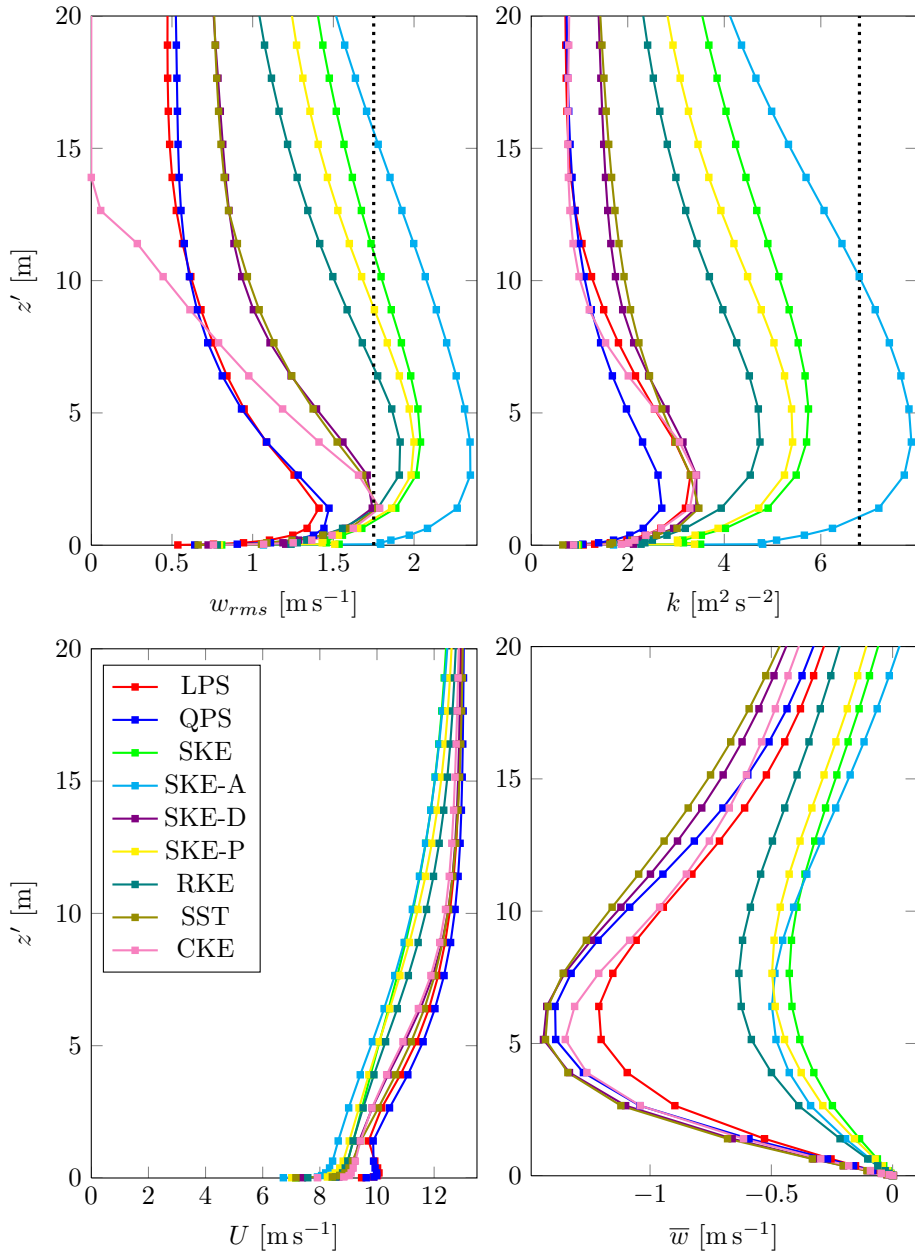 20
15
10
5
0
z′ [m]
0 0.5 1 1.5 2
w_rms [m s⁻¹]
20
15
10
5
0
0 2 4 6
k [m² s⁻²]
20
15
10
5
0
z′ [m]
LPS
QPS
SKE
SKE-A
SKE-D
SKE-P
RKE
SST
CKE
0 2 4 6 8 10 12
U [m s⁻¹]
20
15
10
5
0
−1 −0.5 0
w̅ [m s⁻¹]